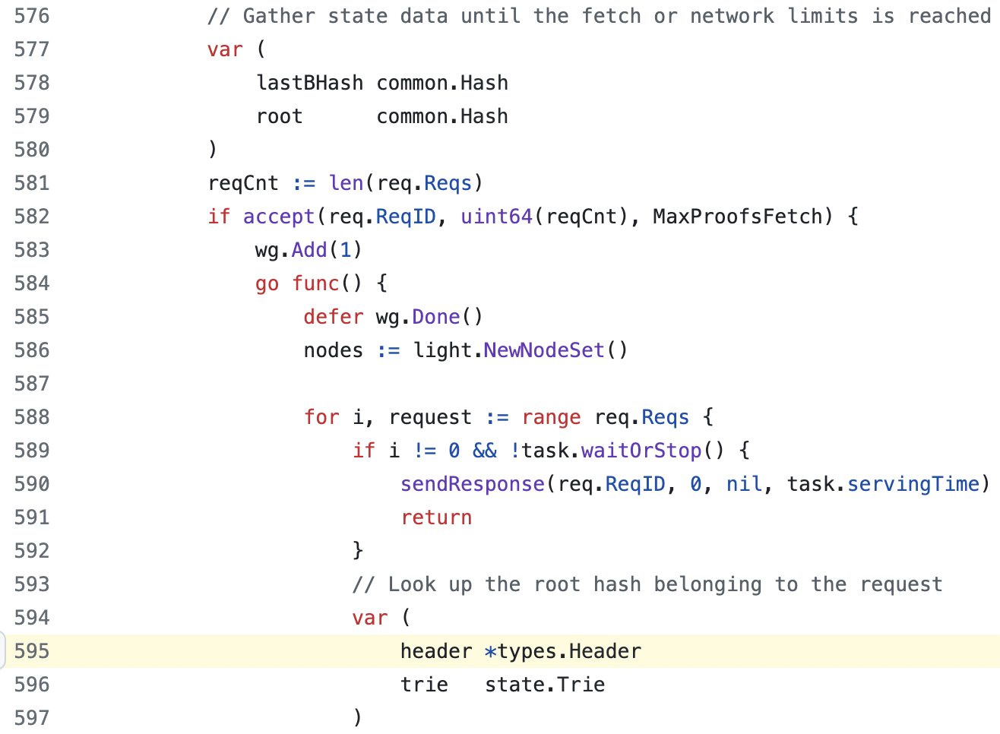 576 // Gather state data until the fetch or network limits is reached
577 var (
578 lastBHash common.Hash
579 root common.Hash
580 )
581 reqCnt := len(req.Reqs)
582 if accept(req.ReqID, uint64(reqCnt), MaxProofsFetch) {
583 wg.Add(1)
584 go func() {
585 defer wg.Done()
586 nodes := light.NewNodeSet()
587
588 for i, request := range req.Reqs {
589 if i != 0 && !task.waitOrStop() {
590 sendResponse(req.ReqID, 0, nil, task.servingTime)
591 return
592 }
593 // Look up the root hash belonging to the request
594 var (
595 header *types.Header
596 trie state.Trie
597 )